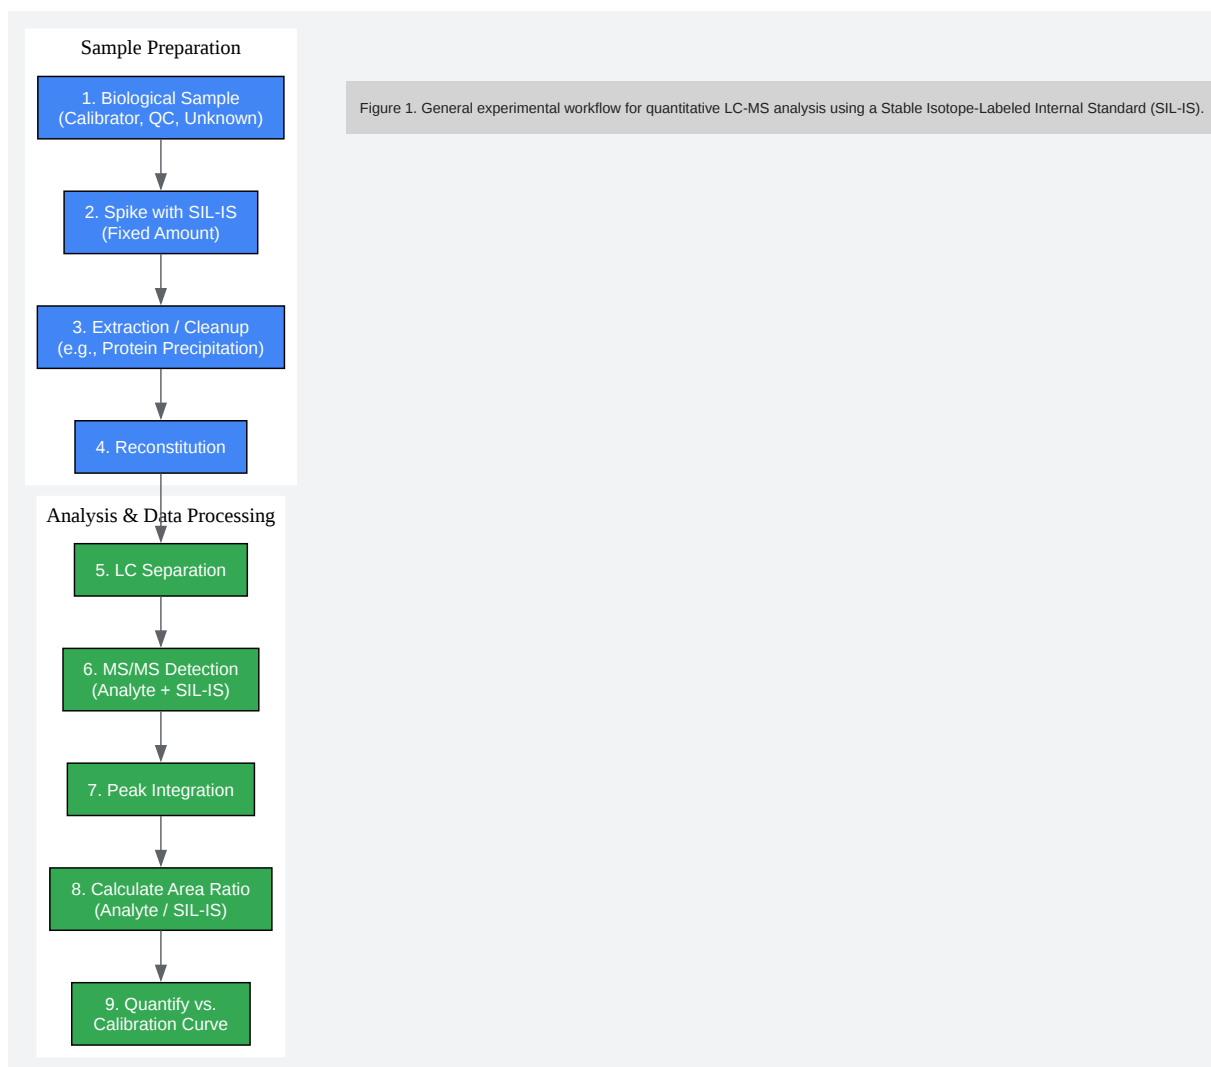 Sample Preparation
1. Biological Sample
(Calibrator, QC, Unknown)
Figure 1. General experimental workflow for quantitative LC-MS analysis using a Stable Isotope-Labeled Internal Standard (SIL-IS).
2. Spike with SIL-IS
(Fixed Amount)
3. Extraction / Cleanup
(e.g., Protein Precipitation)
4. Reconstitution
Analysis & Data Processing
5. LC Separation
6. MS/MS Detection
(Analyte + SIL-IS)
7. Peak Integration
8. Calculate Area Ratio
(Analyte / SIL-IS)
9. Quantify vs.
Calibration Curve